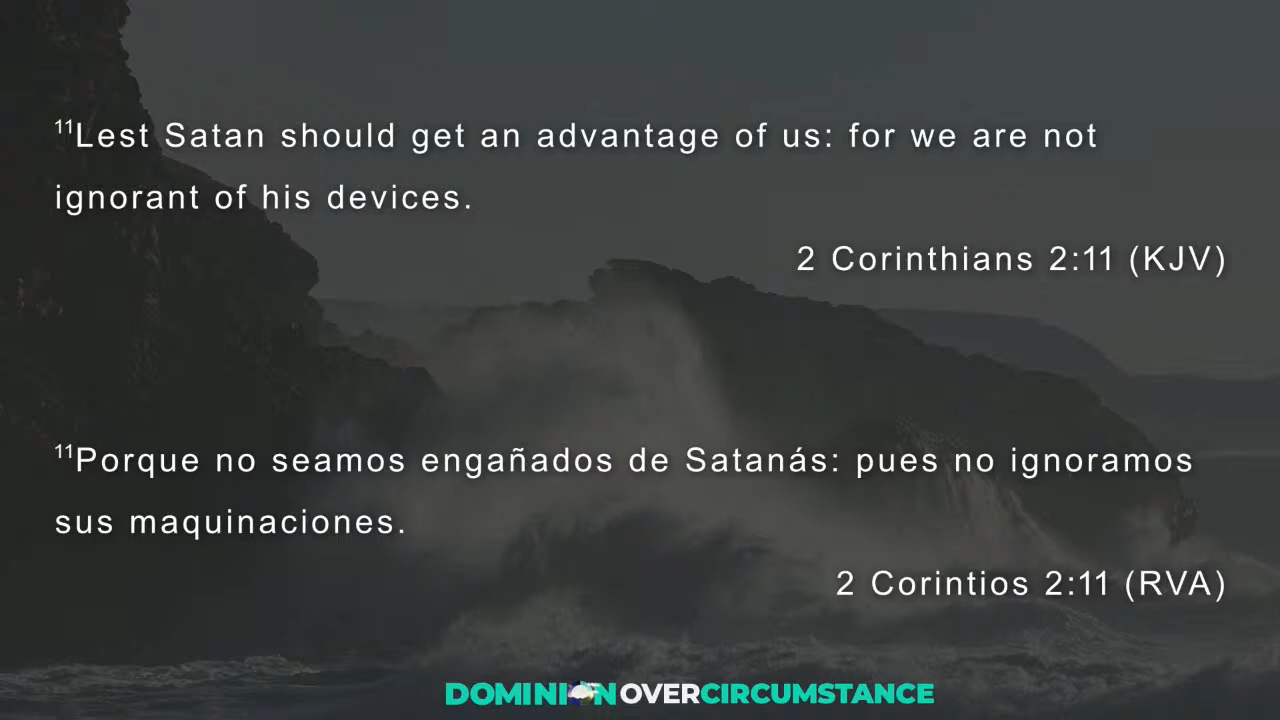 11Lest Satan should get an advantage of us: for we are not
ignorant of his devices.
2 Corinthians 2:11 (KJV)
11Porque no seamos engañados de Satanás: pues no ignoramos
sus maquinaciones.
2 Corintios 2:11 (RVA)
DOMINION OVERCIRCUMSTANCE